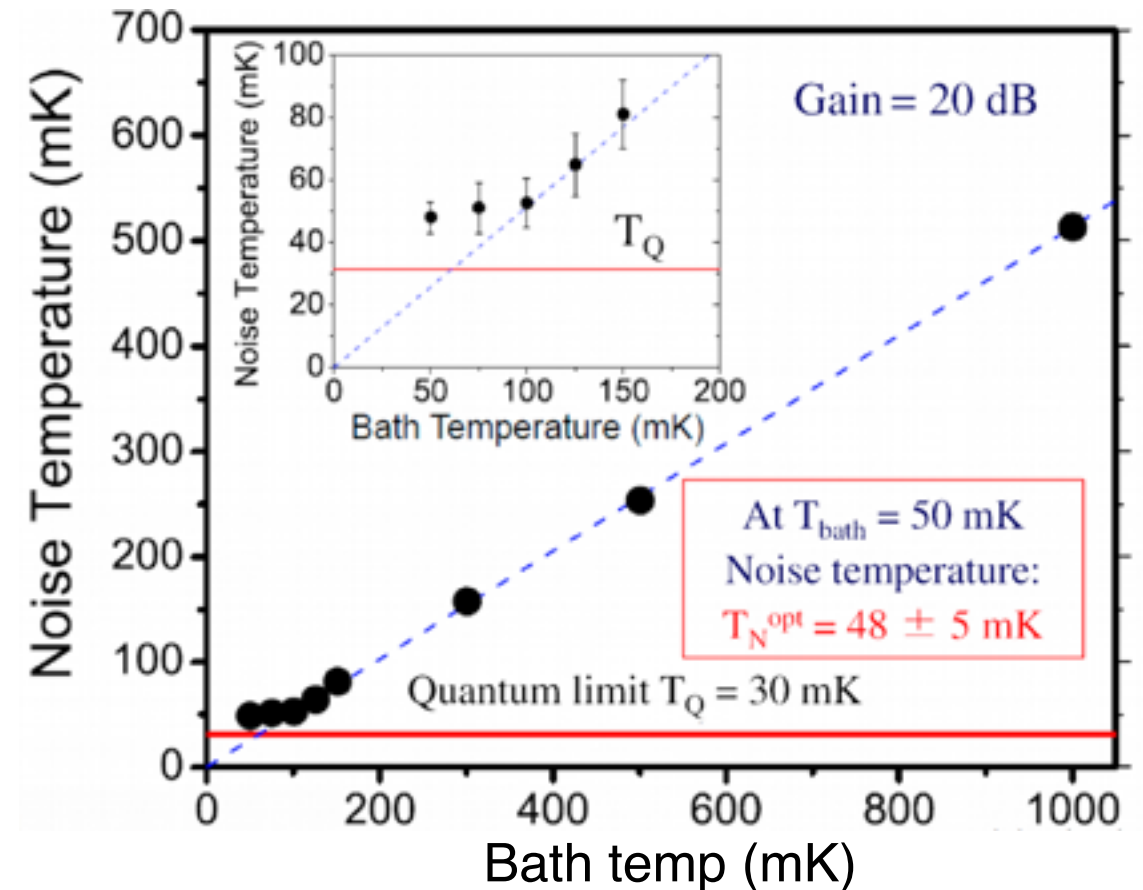 700
600
500
400
300
200
100
0
Noise Temperature (mK)
0
200
400
600
800
1000
Bath temp (mK)
100
80
60
40
20
0
Noise Temperature (mK)
0
50
100
150
200
Bath Temperature (mK)
T_Q
Gain = 20 dB
At T_bath = 50 mK
Noise temperature:
T_N^opt = 48 ± 5 mK
Quantum limit T_Q = 30 mK